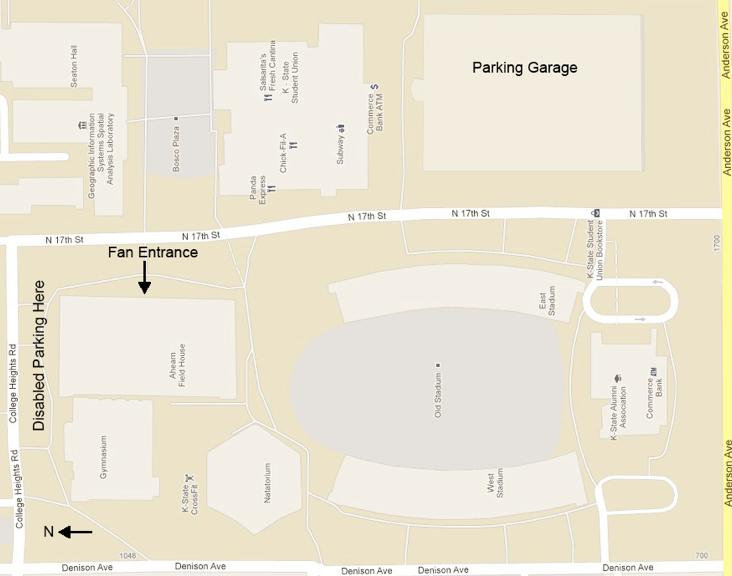 Seaton Hall
Geographic Information
Systems Spatial
Analysis Laboratory
Bosco Plaza
Salsarita's
Fresh Cantina
K - State
Student Union
Chick-Fil-A
Panda
Express
Subway
Commerce
Bank ATM
Parking Garage
Anderson Ave
Anderson Ave
N 17th St
N 17th St
N 17th St
N 17th St
N 17th St
1700
Fan Entrance
K-State Student
Union Bookstore
Disabled Parking Here
College Heights Rd
College Heights Rd
Ahearn
Field House
East
Stadium
Old Stadium
K-State Alumni
Association
Commerce
Bank
Gymnasium
K-State
CrossFit
Natatorium
West
Stadium
Anderson Ave
N
1048
700
Denison Ave
Denison Ave
Denison Ave
Denison Ave
Denison Ave